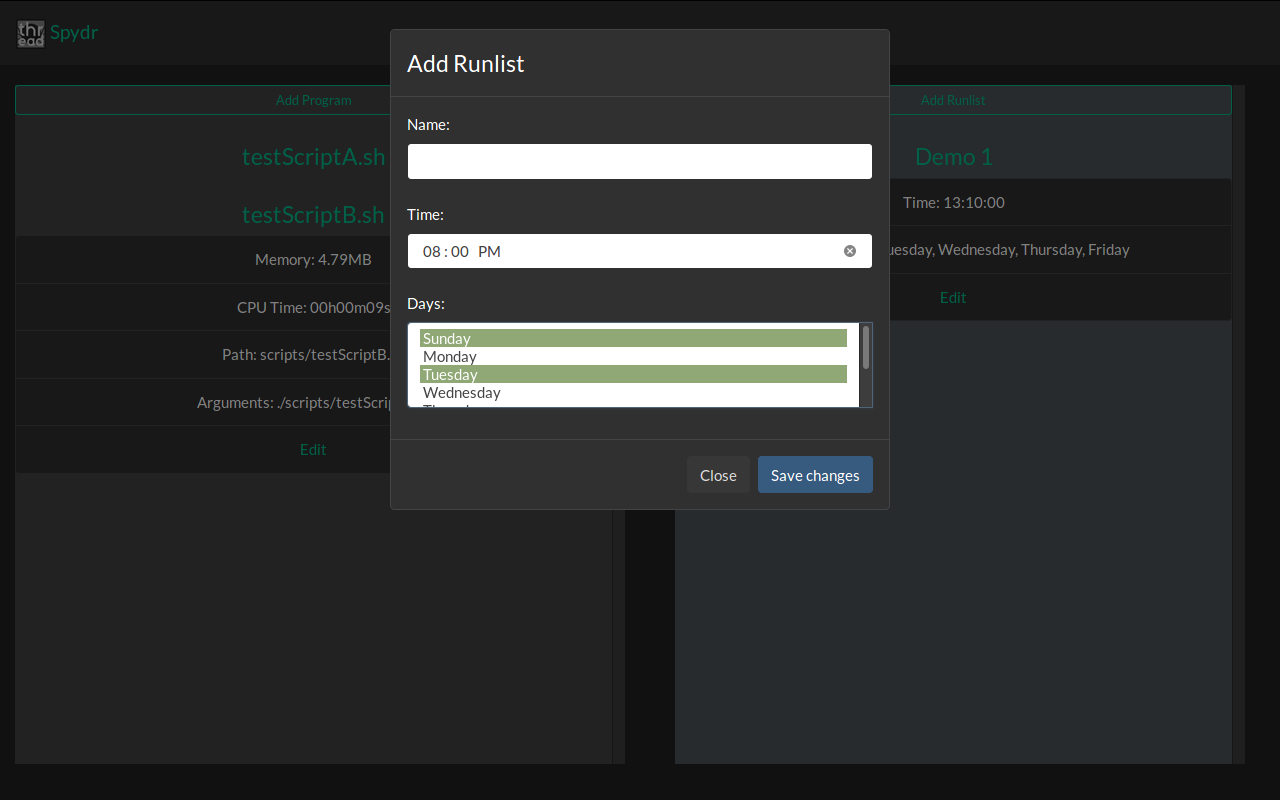 thr
ead
Spydr
Add Program
testScriptA.sh
testScriptB.sh
Memory: 4.79MB
CPU Time: 00h00m09s
Path: scripts/testScriptB.
Arguments: ./scripts/testScrip
Edit
Add Runlist
Name:
Time:
08:00 PM
Days:
Sunday
Monday
Tuesday
Wednesday
Close
Save changes
Add Runlist
Demo 1
Time: 13:10:00
uesday, Wednesday, Thursday, Friday
Edit